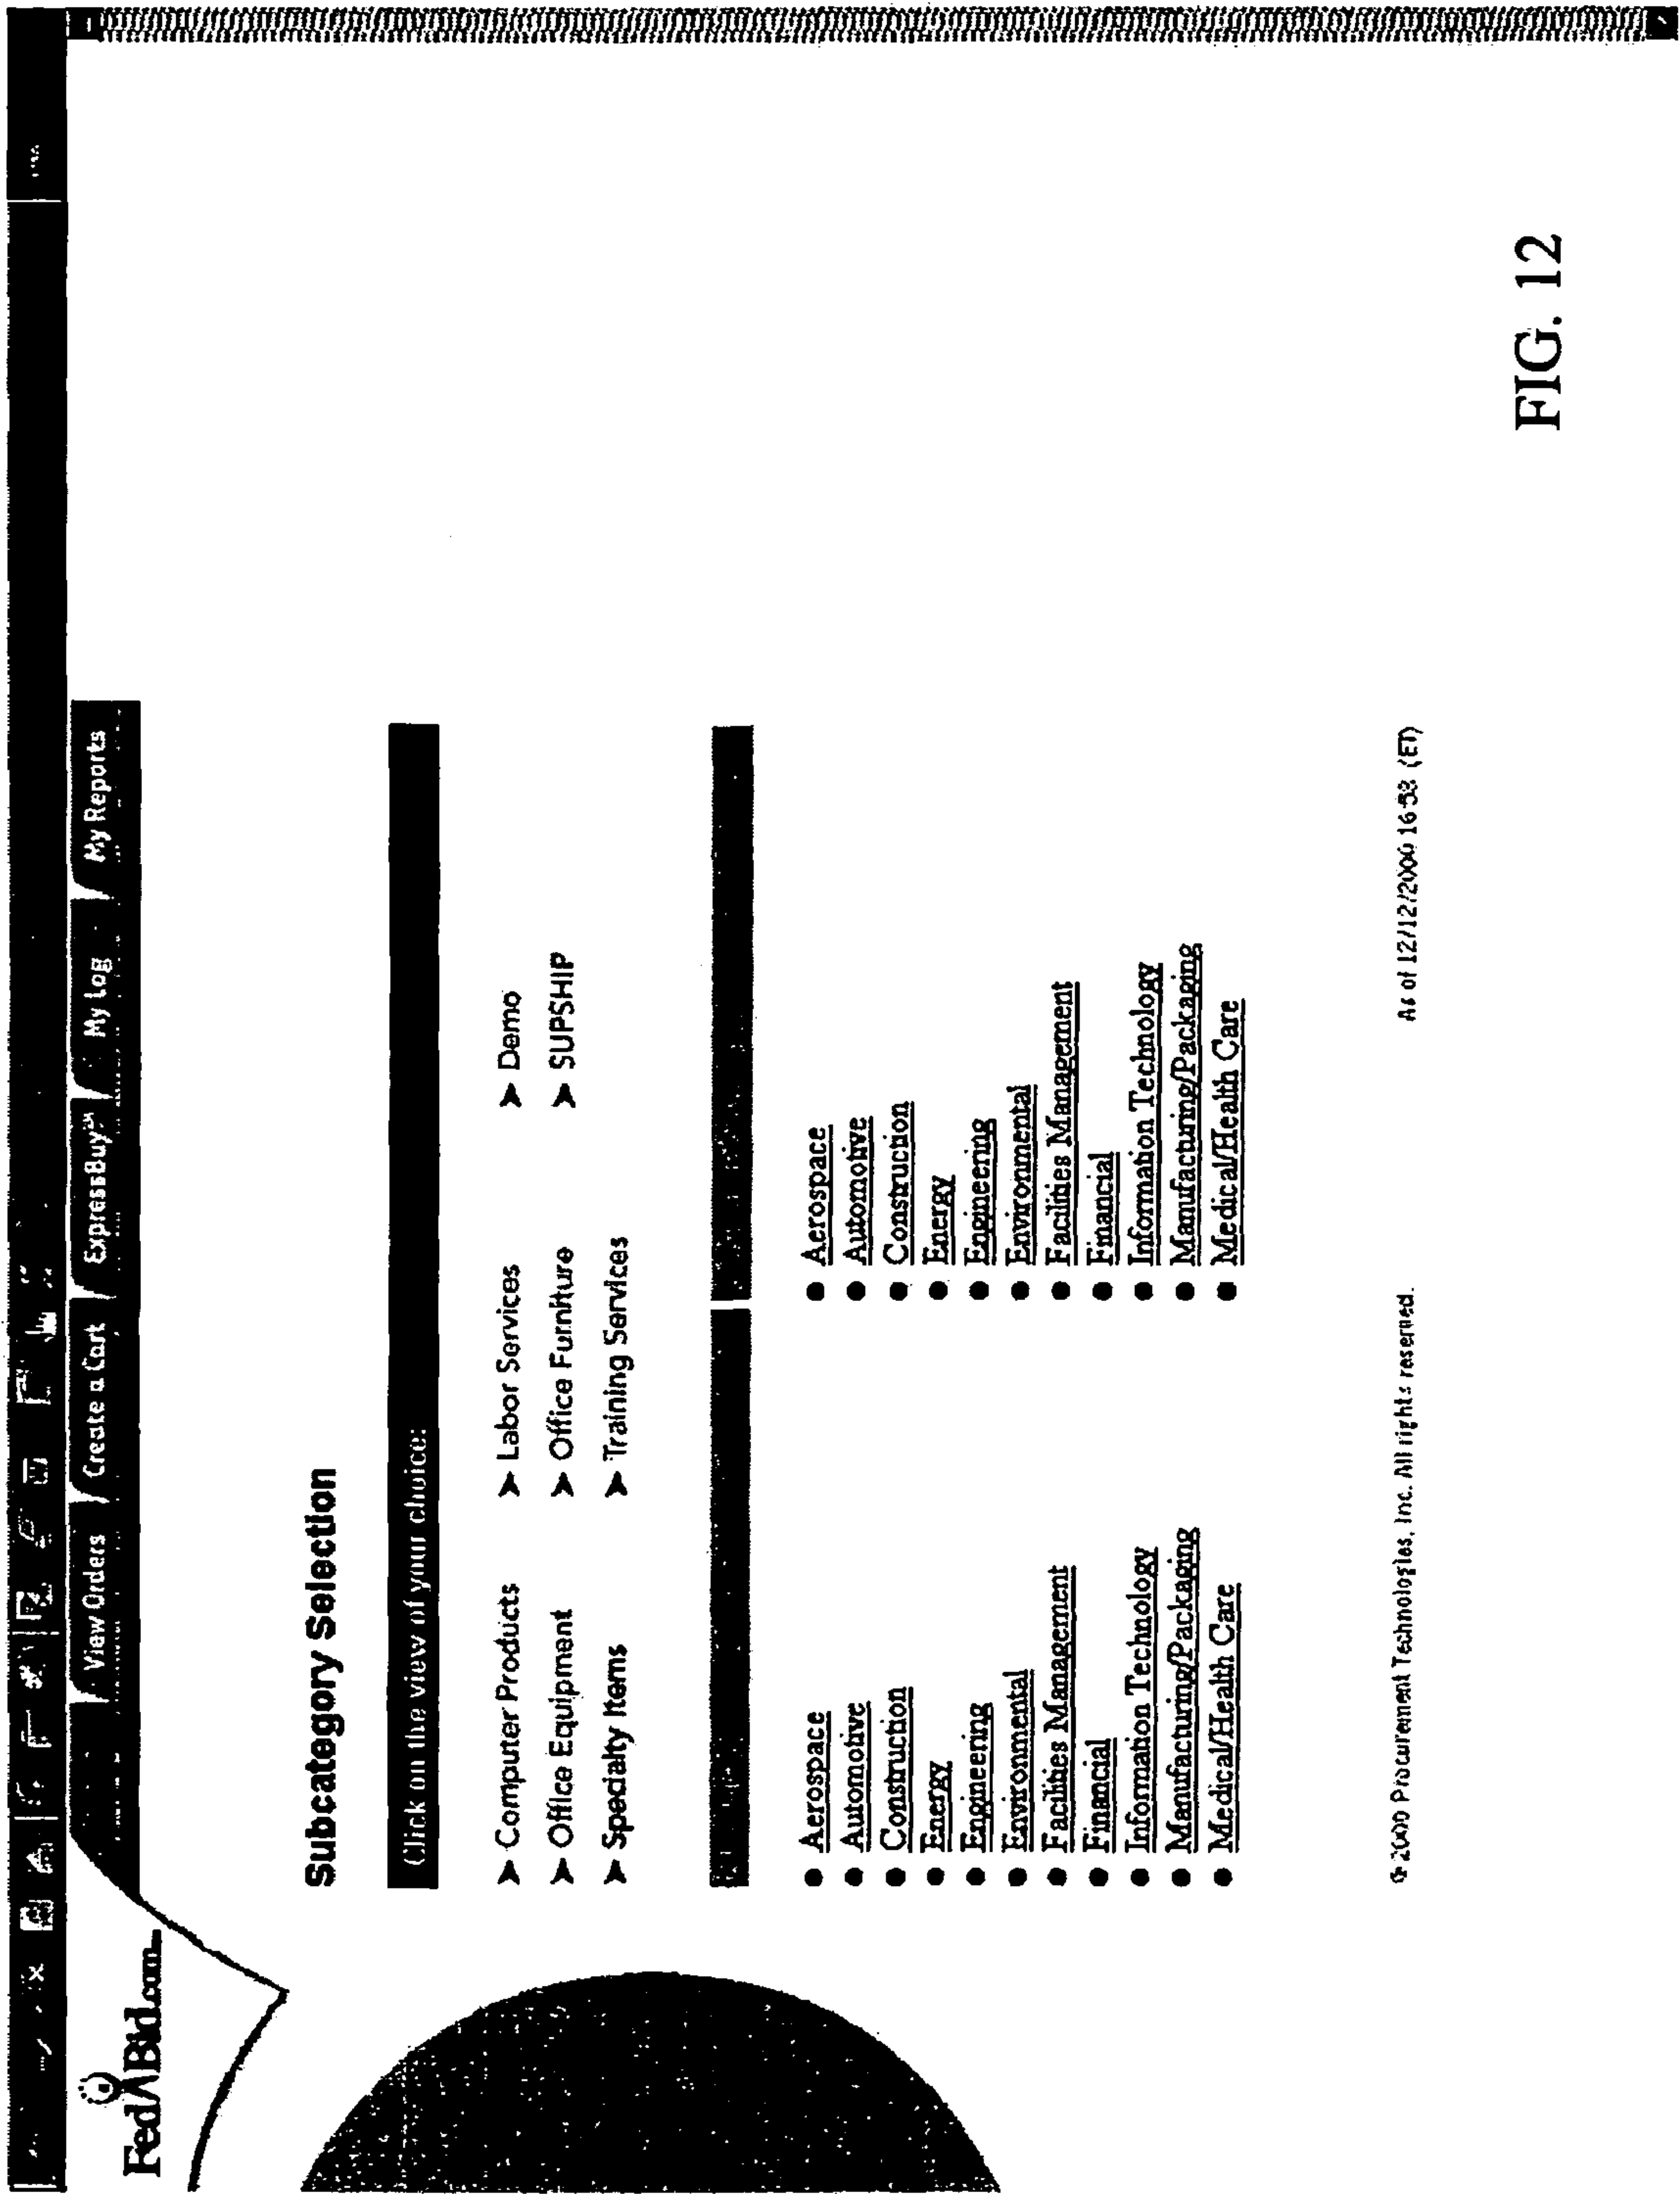 FedABid.com
View Orders Create a Cart ExpressBuy℠ My Log My Reports
Subcategory Selection
Click on the view of your choice:
Computer Products Labor Services Demo
Office Equipment Office Furniture SUPSHIP
Specialty Items Training Services
Aerospace Aerospace
Automotive Automotive
Construction Construction
Energy Energy
Engineering Engineering
Environmental Environmental
Facilities Management Facilities Management
Financial Financial
Information Technology Information Technology
Manufacturing/Packaging Manufacturing/Packaging
Medical/Health Care Medical/Health Care
© 2000 Procurement Technologies, Inc. All rights reserved. As of 12/12/2000 16:58 (ET)
FIG. 12